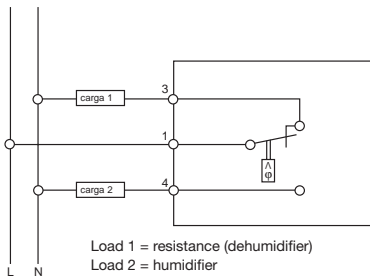 carga 1
3
1
carga 2
4
Λ
φ
L N
Load 1 = resistance (dehumidifier)
Load 2 = humidifier